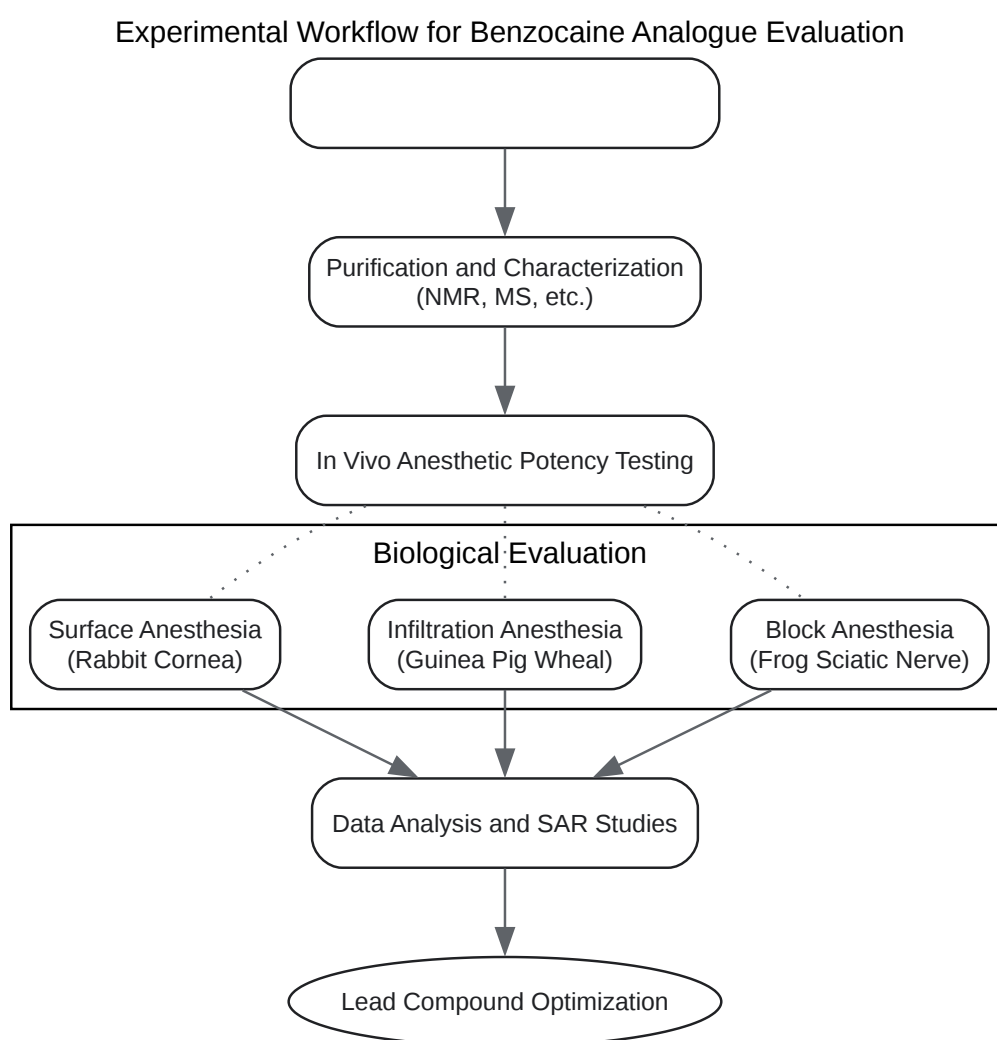 Experimental Workflow for Benzocaine Analogue Evaluation
Purification and Characterization
(NMR, MS, etc.)
In Vivo Anesthetic Potency Testing
Biological Evaluation
Surface Anesthesia
(Rabbit Cornea)
Infiltration Anesthesia
(Guinea Pig Wheal)
Block Anesthesia
(Frog Sciatic Nerve)
Data Analysis and SAR Studies
Lead Compound Optimization